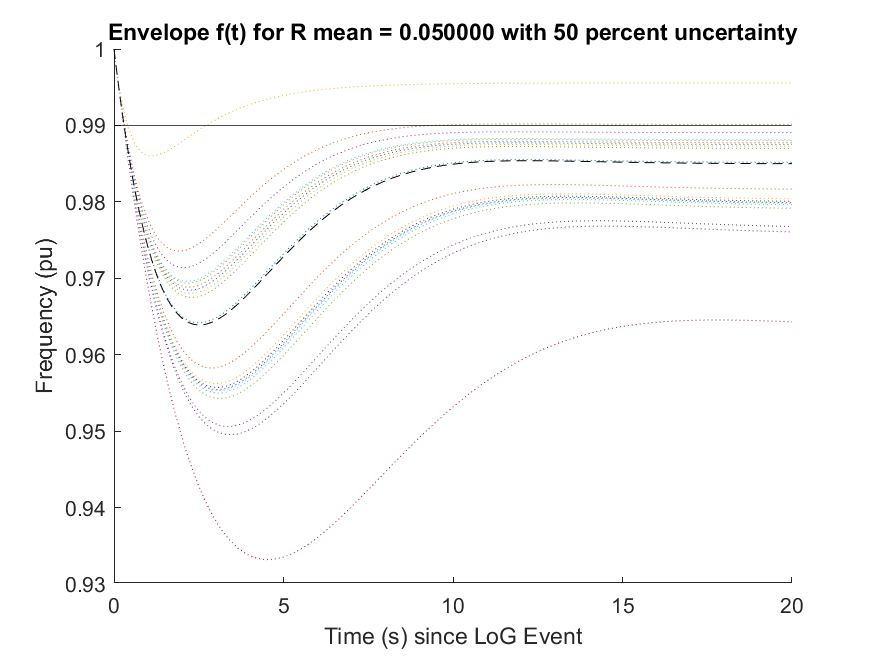 Envelope f(t) for R mean = 0.050000 with 50 percent uncertainty
1
0.99
0.98
0.97
0.96
0.95
0.94
0.93
Frequency (pu)
0 5 10 15 20
Time (s) since LoG Event